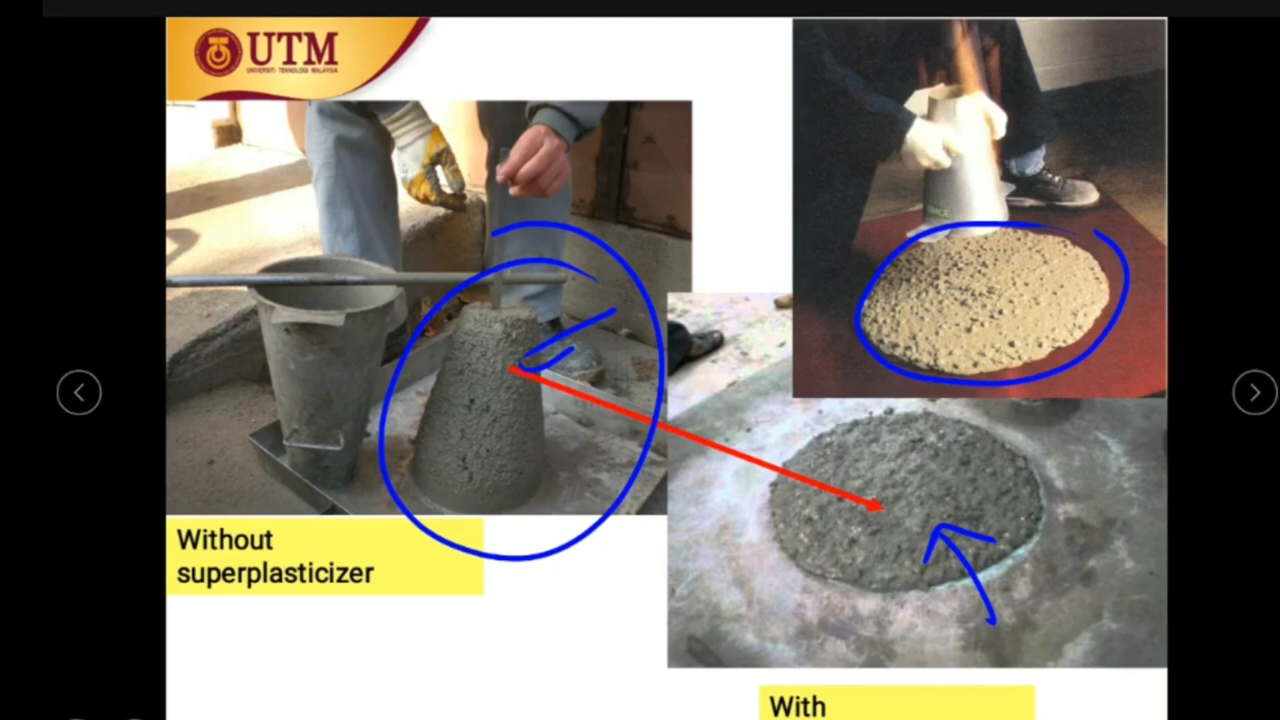 UTM
UNIVERSITI TEKNOLOGI MALAYSIA
Without
superplasticizer
With